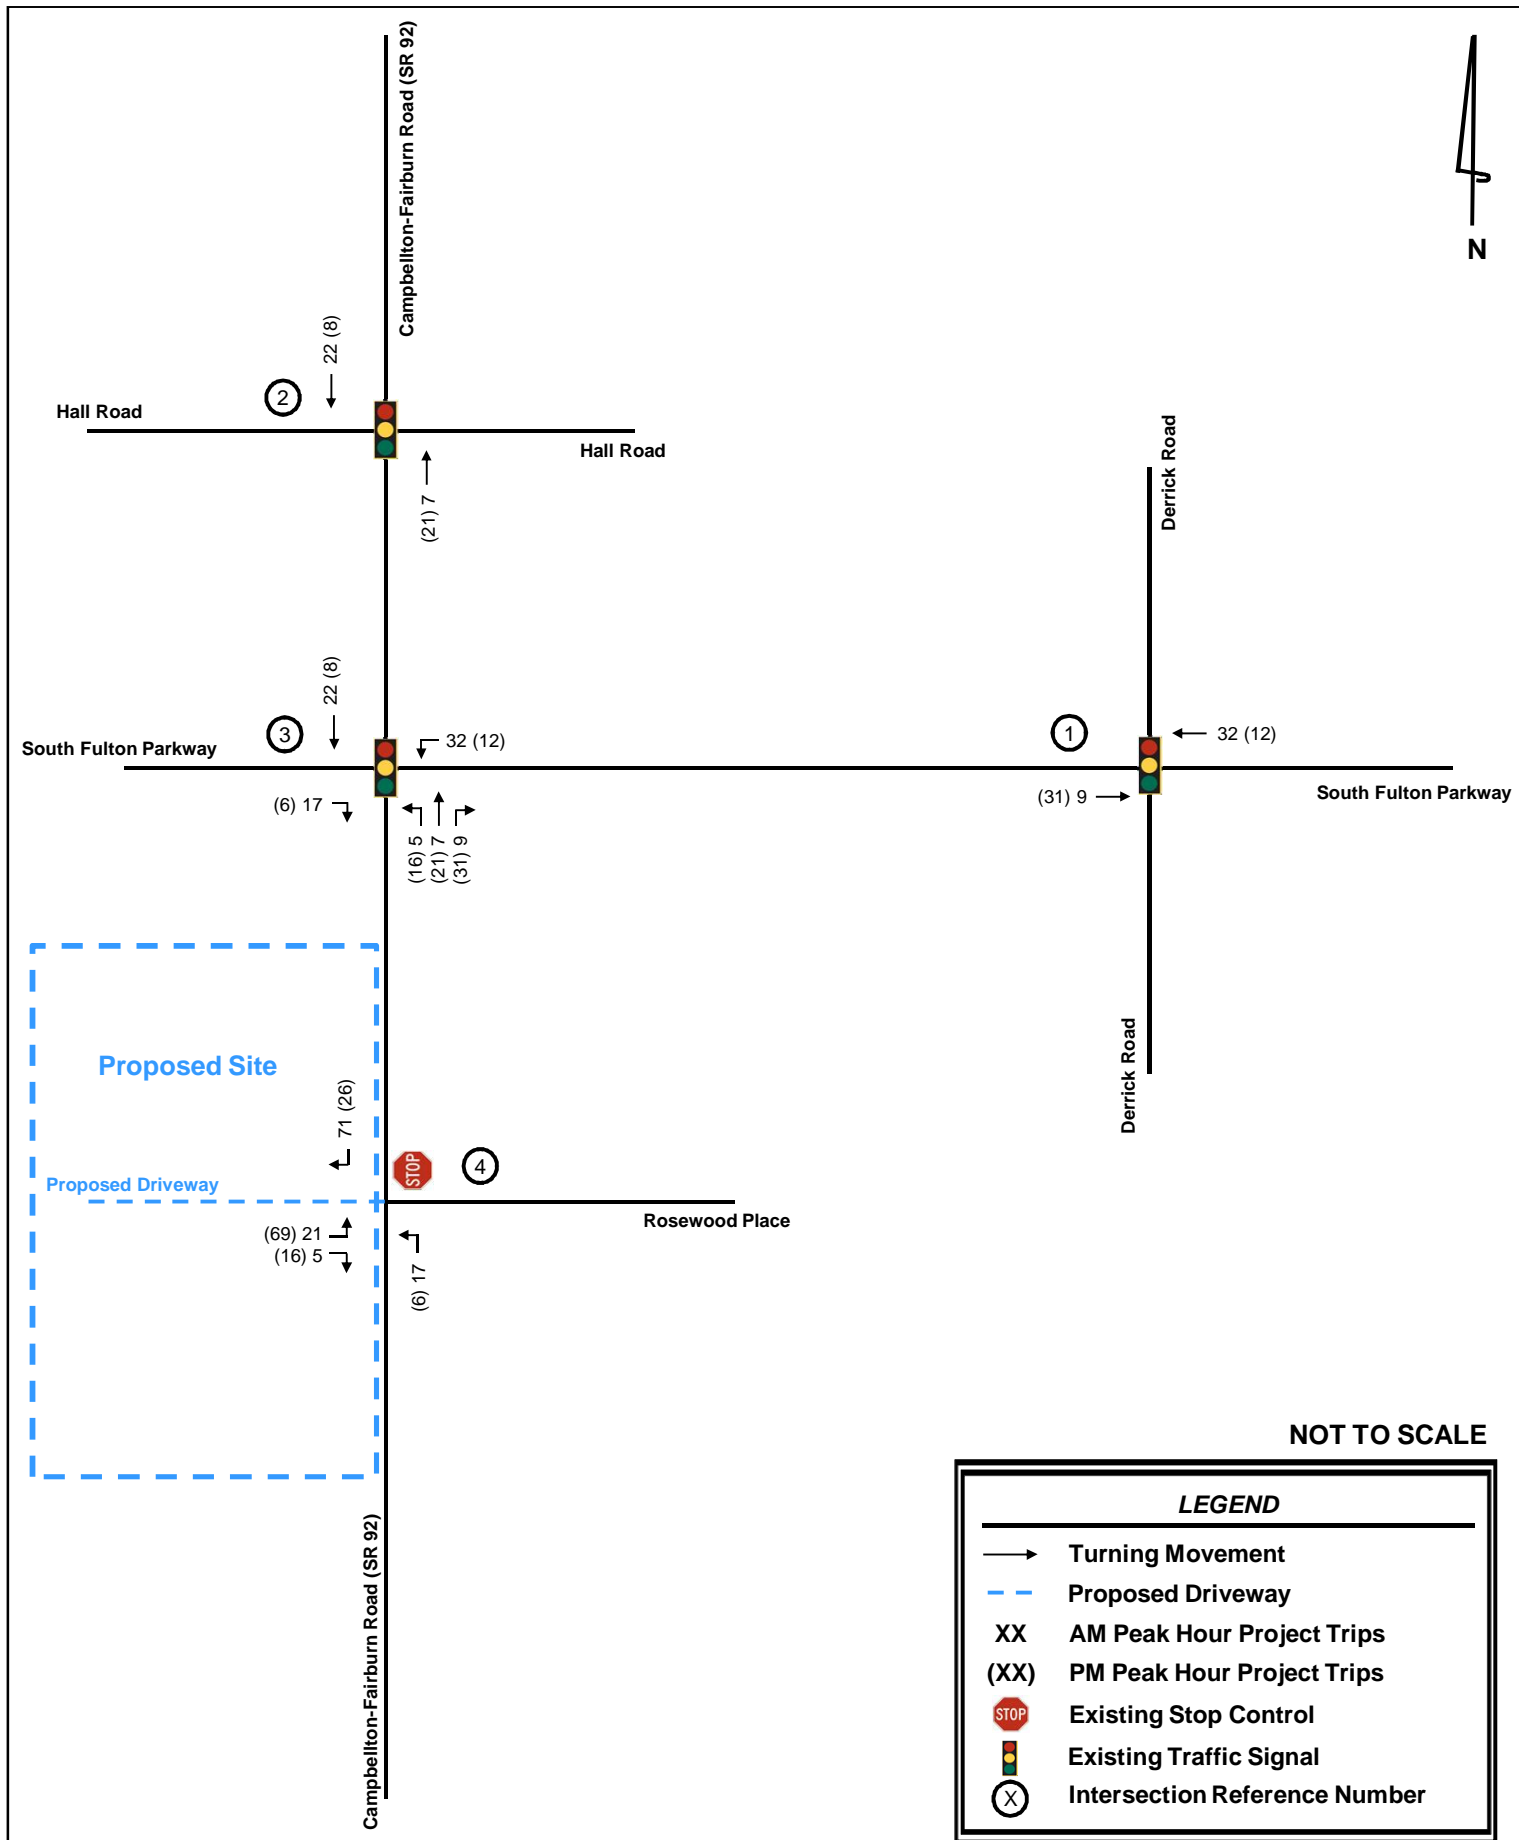 Campbellton-Fairburn Road (SR 92)
N
22 (8)
2
Hall Road
Hall Road
(21) 7
Derrick Road
22 (8)
3
South Fulton Parkway
32 (12)
1
32 (12)
(6) 17
(31) 9
South Fulton Parkway
(16) 5
(21) 7
(31) 9
Proposed Site
Derrick Road
71 (26)
STOP
4
Proposed Driveway
Rosewood Place
(69) 21
(16) 5
(6) 17
Campbellton-Fairburn Road (SR 92)
NOT TO SCALE
LEGEND
Turning Movement
Proposed Driveway
XX AM Peak Hour Project Trips
(XX) PM Peak Hour Project Trips
STOP Existing Stop Control
Existing Traffic Signal
X Intersection Reference Number